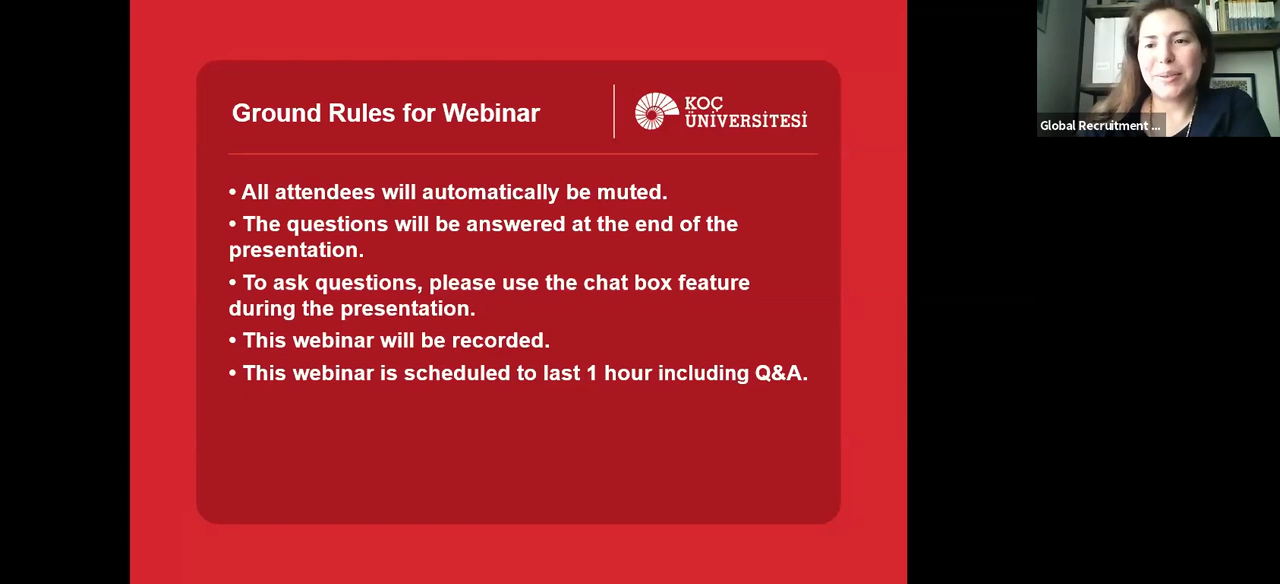 Ground Rules for Webinar
KOÇ
ÜNİVERSİTESİ
• All attendees will automatically be muted.
• The questions will be answered at the end of the
presentation.
• To ask questions, please use the chat box feature
during the presentation.
• This webinar will be recorded.
• This webinar is scheduled to last 1 hour including Q&A.
Global Recruitment ...